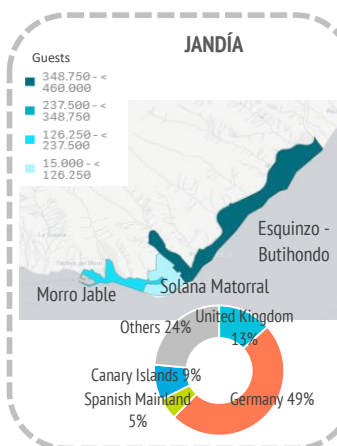 JANDÍA
Guests
348.750 - <
460.000
237.500 - <
348.750
126.250 - <
237.500
15.000 - <
126.250
Esquinzo -
Butihondo
Solana Matorral
Morro Jable
United Kingdom
13%
Others 24%
Canary Islands 9%
Spanish Mainland
5%
Germany 49%